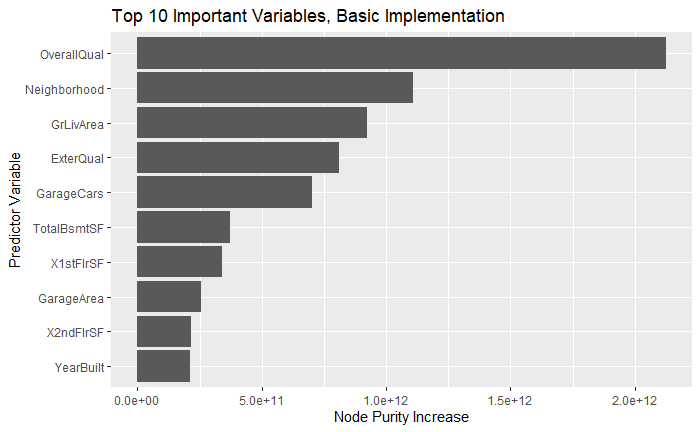 Top 10 Important Variables, Basic Implementation
Predictor Variable
OverallQual
Neighborhood
GrLivArea
ExterQual
GarageCars
TotalBsmtSF
X1stFlrSF
GarageArea
X2ndFlrSF
YearBuilt
0.0e+00 5.0e+11 1.0e+12 1.5e+12 2.0e+12
Node Purity Increase